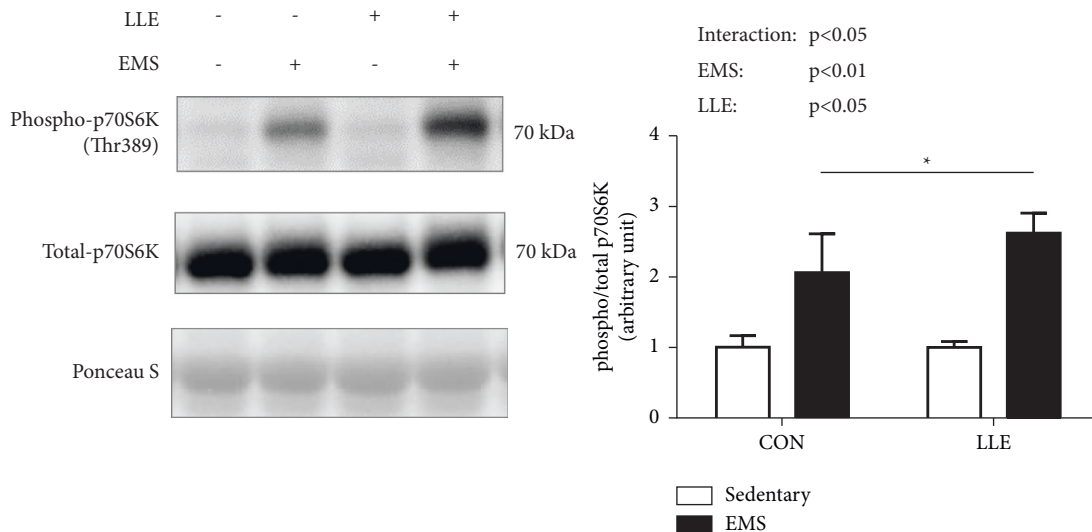 LLE - - + +
EMS - + - +
Phospho-p70S6K
(Thr389)
70 kDa
Total-p70S6K
70 kDa
Ponceau S
Interaction: p<0.05
EMS: p<0.01
LLE: p<0.05
phospho/total p70S6K
(arbitrary unit)
4
3
2
1
0
*
CON LLE
Sedentary
EMS